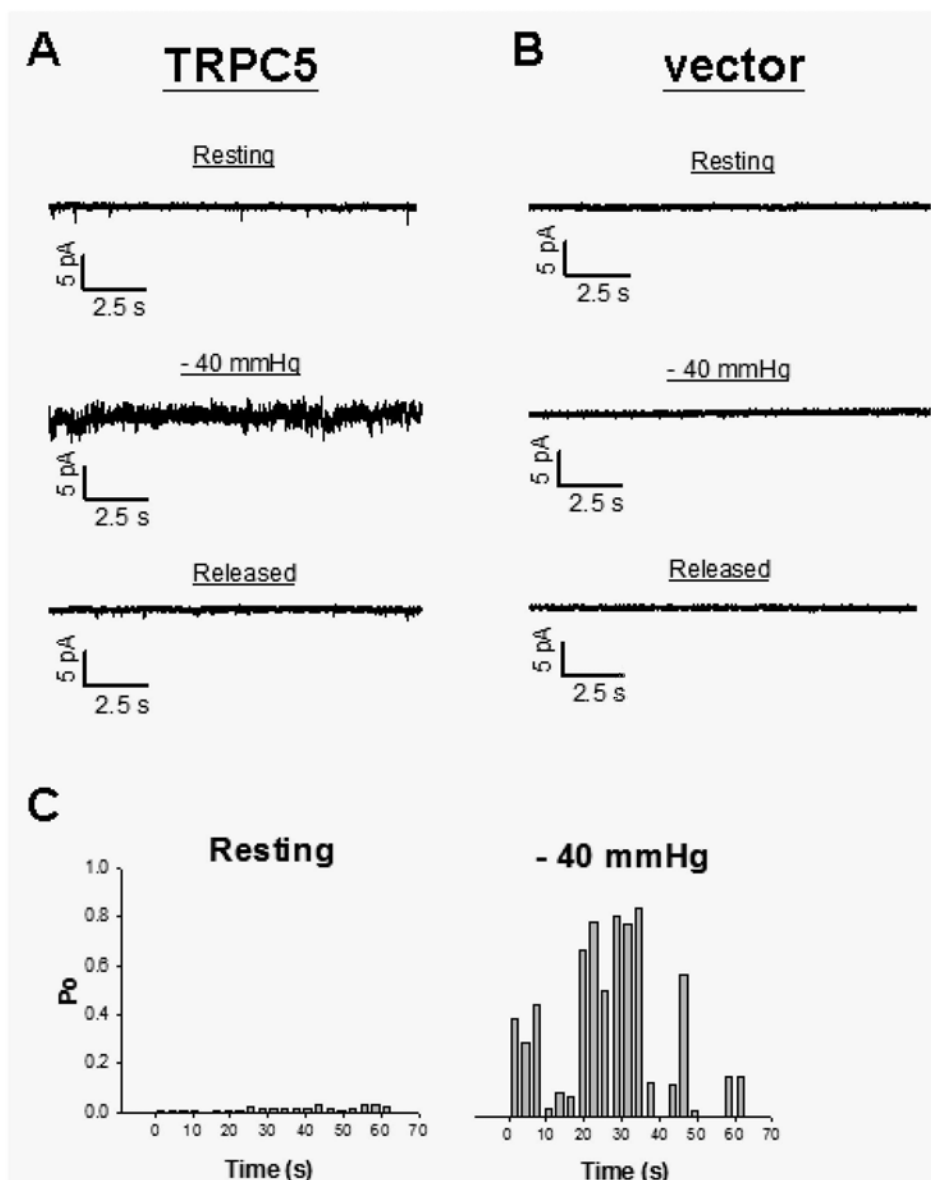 A
TRPC5
B
vector
Resting
Resting
5 pA
2.5 s
5 pA
2.5 s
- 40 mmHg
- 40 mmHg
5 pA
2.5 s
5 pA
2.5 s
Released
Released
5 pA
2.5 s
5 pA
2.5 s
C
Resting
- 40 mmHg
1.0
0.8
0.6
Po
0.4
0.2
0.0
0 10 20 30 40 50 60 70
0 10 20 30 40 50 60 70
Time (s)
Time (s)